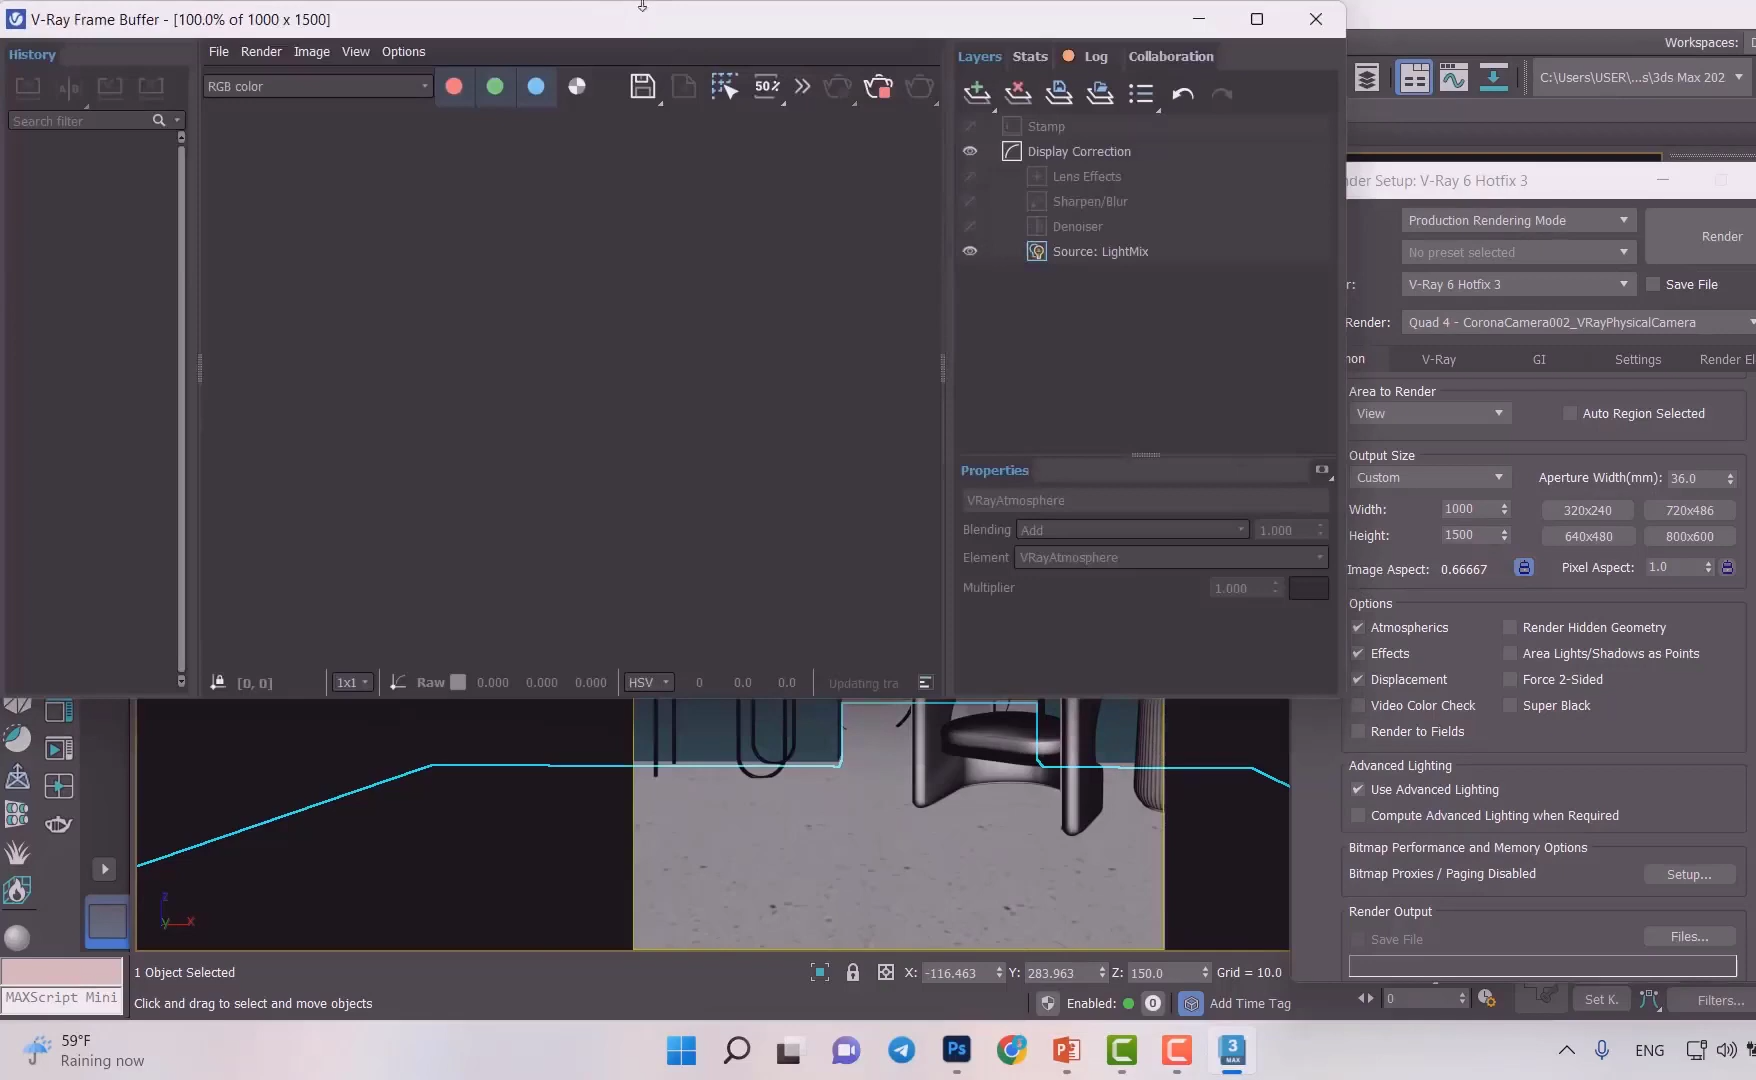 V-Ray Frame Buffer - [100.0% of 1000 x 1500]
History
Search filter
File Render Image View Options
RGB color
50%
Layers Stats Log Collaboration
Stamp
Display Correction
Lens Effects
Sharpen/Blur
Denoiser
Source: LightMix
Properties
VRayAtmosphere
Blending Add 1.000
Element VRayAtmosphere
Multiplier 1.000
[0, 0] 1x1 Raw 0.000 0.000 0.000 HSV 0 0.0 0.0 Updating tra
Workspaces: D
C:\Users\USER\...s\3ds Max 202
nder Setup: V-Ray 6 Hotfix 3
Production Rendering Mode
Render
No preset selected
r: V-Ray 6 Hotfix 3 Save File
Render: Quad 4 - CoronaCamera002_VRayPhysicalCamera
non V-Ray GI Settings Render El
Area to Render
View Auto Region Selected
Output Size
Custom Aperture Width(mm): 36.0
Width: 1000 320x240 720x486
Height: 1500 640x480 800x600
Image Aspect: 0.66667 Pixel Aspect: 1.0
Options
Atmospherics Render Hidden Geometry
Effects Area Lights/Shadows as Points
Displacement Force 2-Sided
Video Color Check Super Black
Render to Fields
Advanced Lighting
Use Advanced Lighting
Compute Advanced Lighting when Required
Bitmap Performance and Memory Options
Bitmap Proxies / Paging Disabled Setup...
Render Output
Save File Files...
z
y x
MAXScript Mini
1 Object Selected
Click and drag to select and move objects
X: -116.463 Y: 283.963 Z: 150.0 Grid = 10.0
Enabled: 0 Add Time Tag
0 Set K. Filters...
59°F
Raining now
Ps
3
MAX
ENG